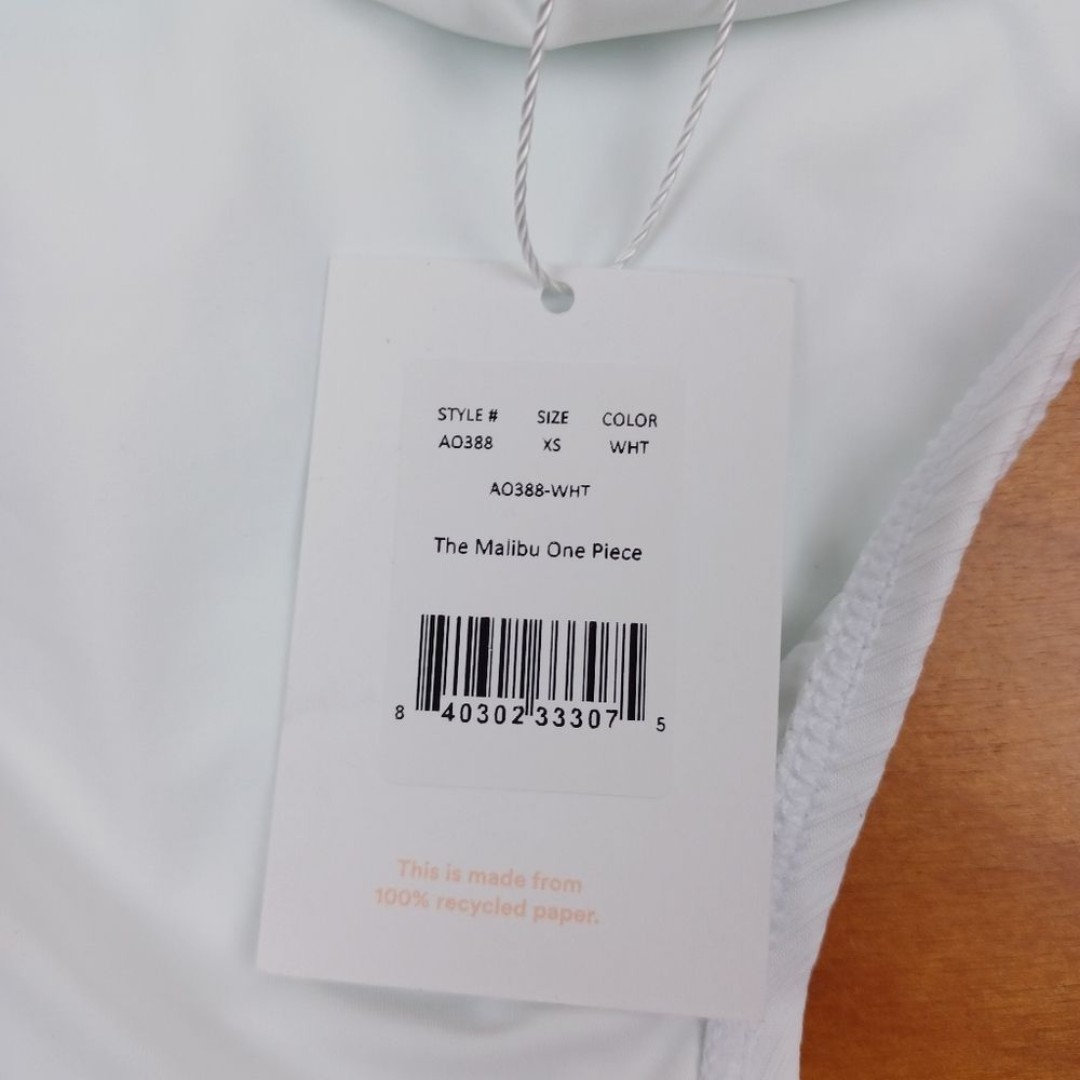 STYLE # SIZE COLOR
AO388 XS WHT
AO388-WHT
The Malibu One Piece
8 40302 33307 5
This is made from
100% recycled paper.